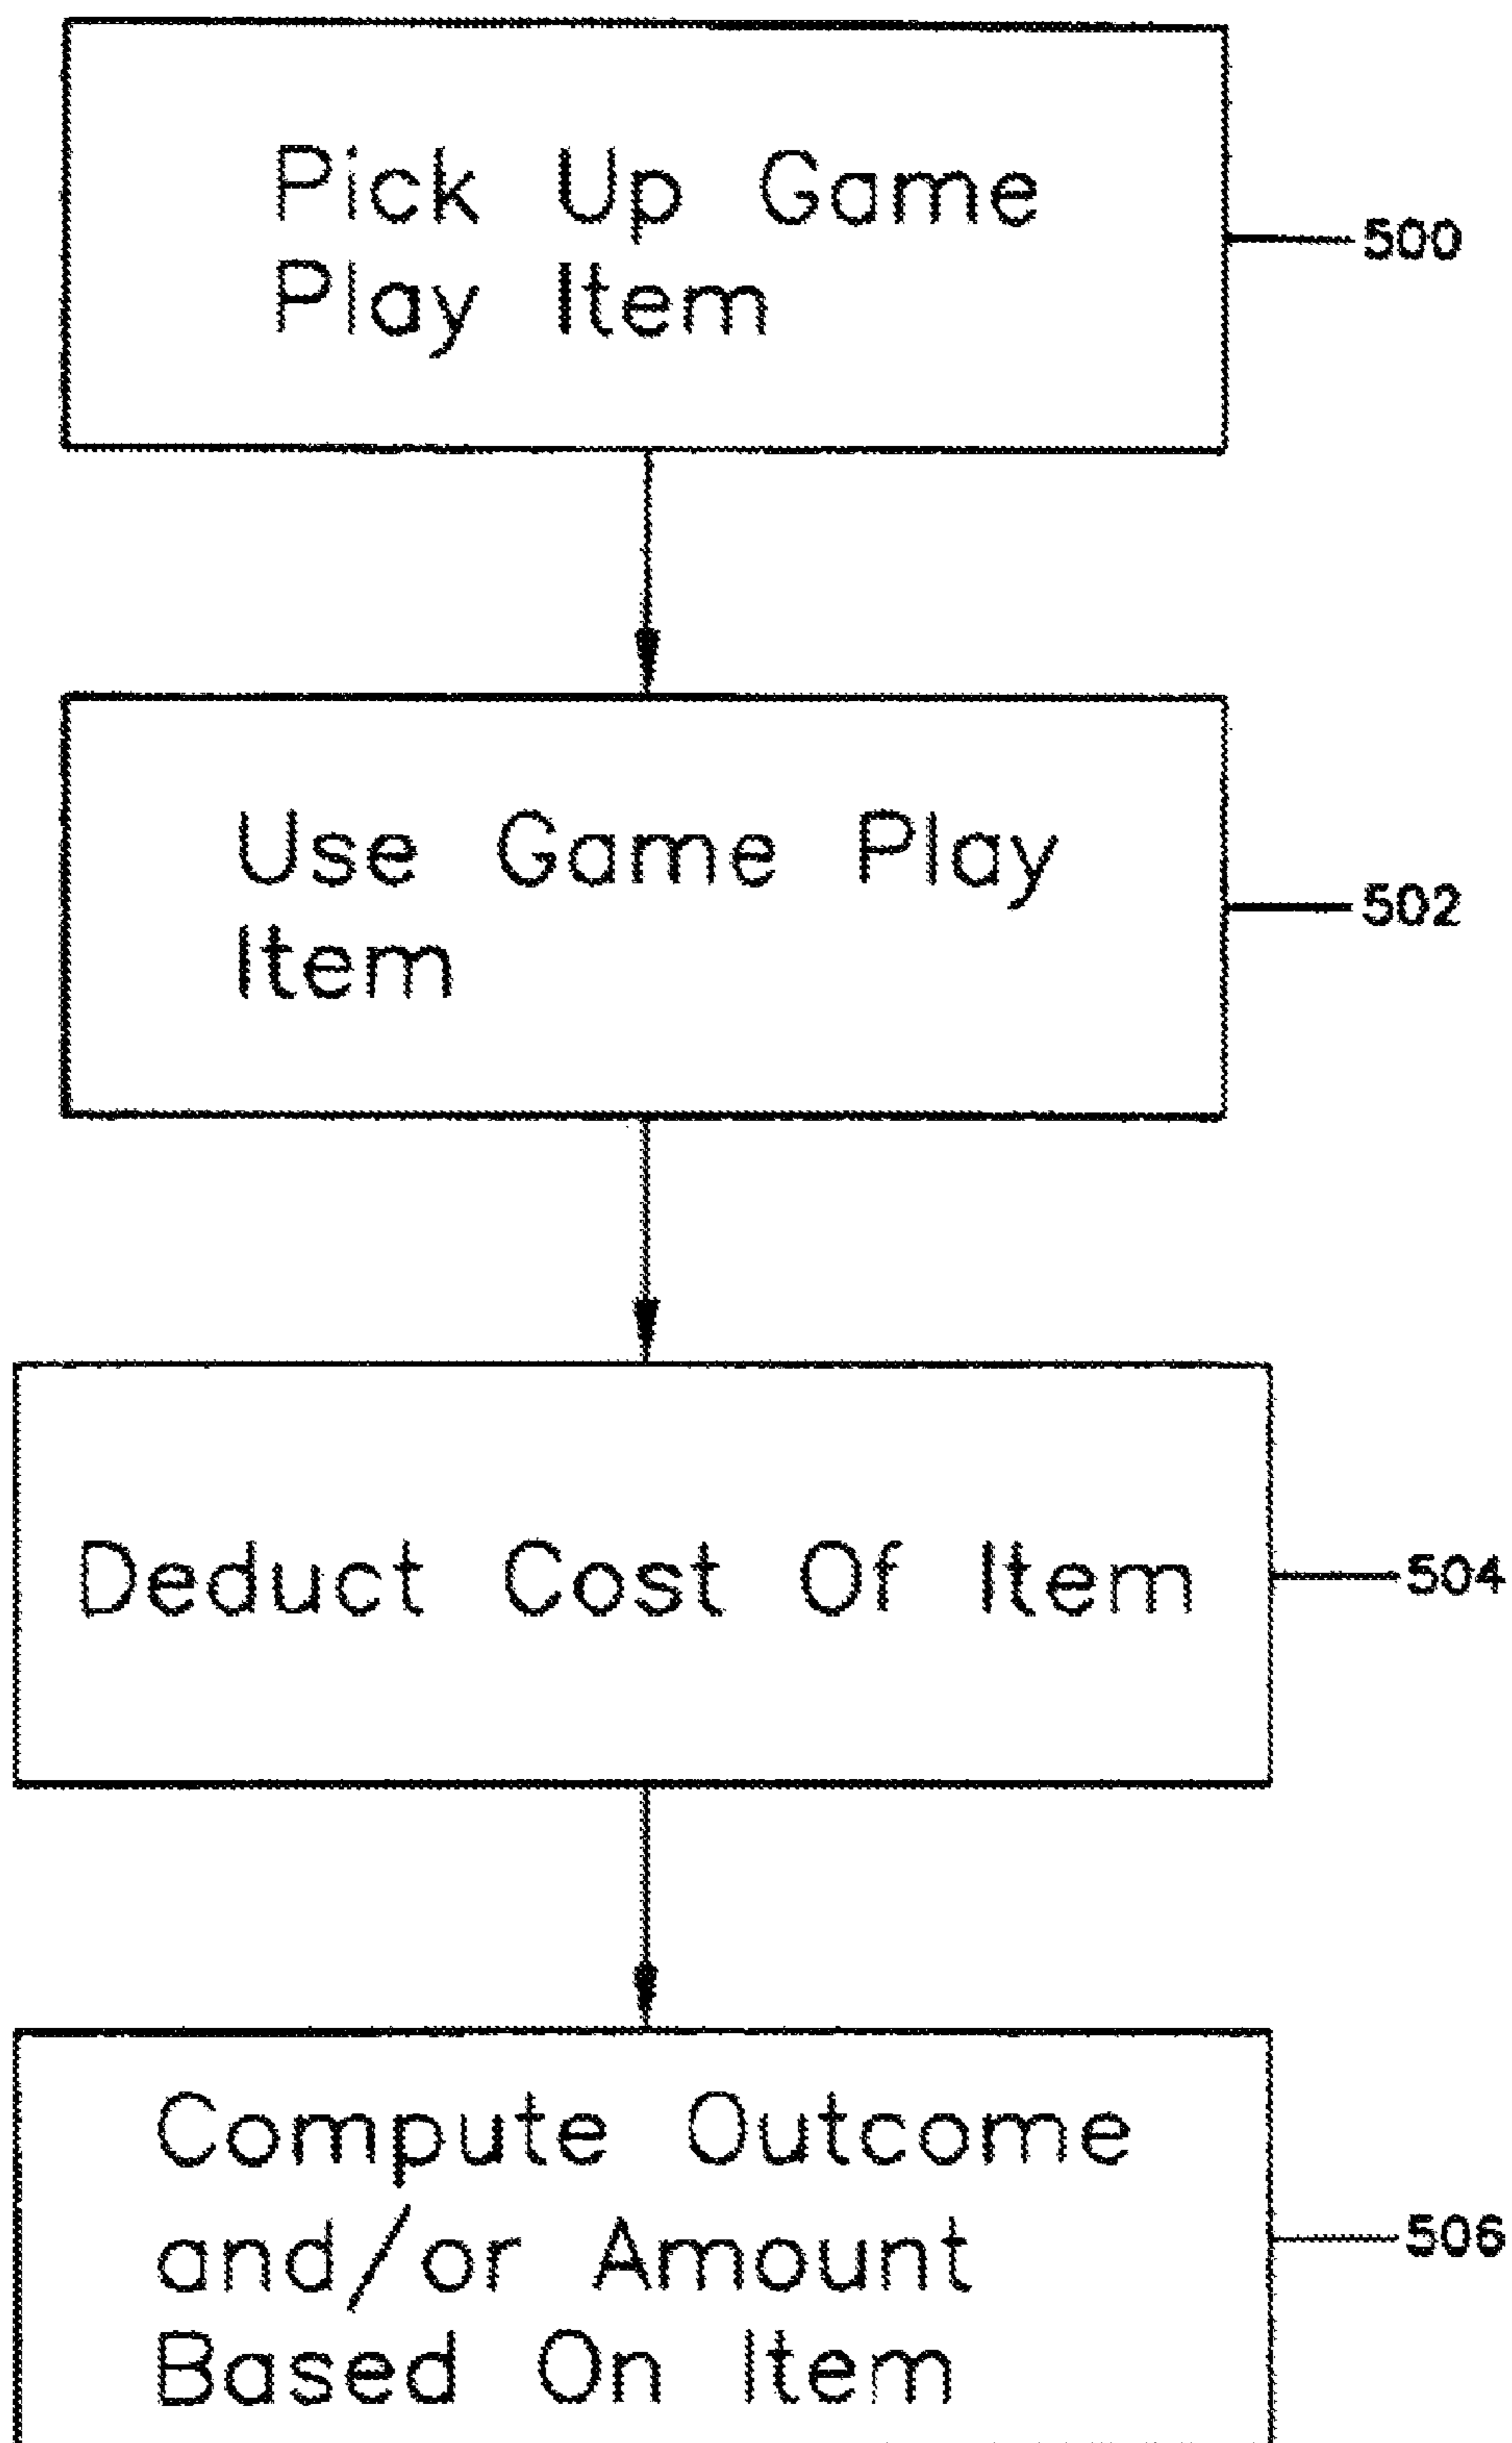 Pick Up Game
Play Item
500
Use Game Play
Item
502
Deduct Cost Of Item
504
Compute Outcome
and/or Amount
Based On Item
506